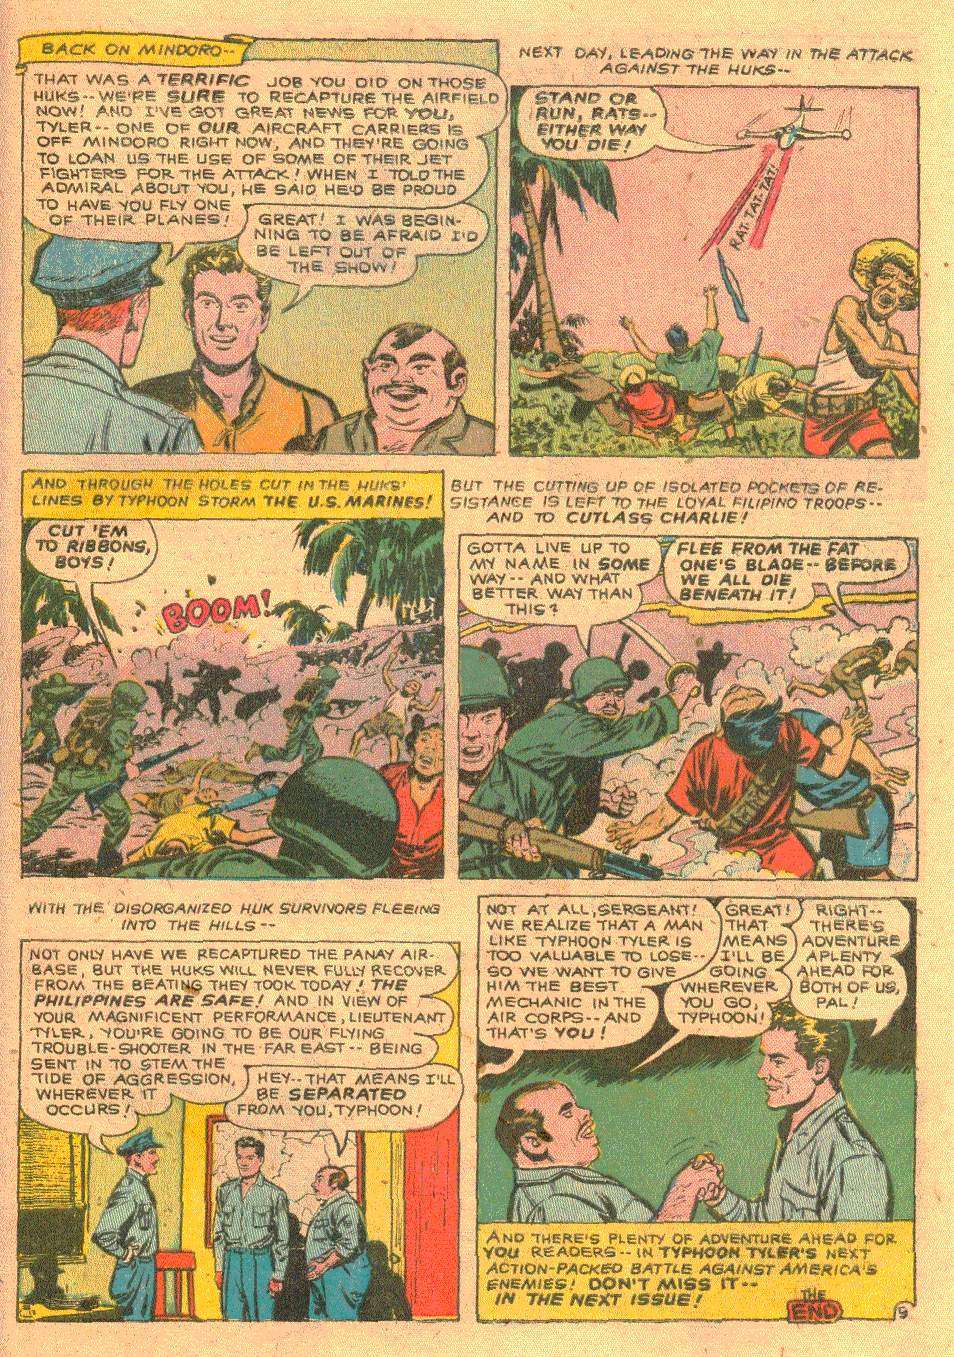 BACK ON MINDORO--
THAT WAS A TERRIFIC JOB YOU DID ON THOSE
HUKS--WE'RE SURE TO RECAPTURE THE AIRFIELD
NOW! AND I'VE GOT GREAT NEWS FOR YOU,
TYLER--ONE OF OUR AIRCRAFT CARRIERS IS
OFF MINDORO RIGHT NOW, AND THEY'RE GOING
TO LOAN US THE USE OF SOME OF THEIR JET
FIGHTERS FOR THE ATTACK! WHEN I TOLD THE
ADMIRAL ABOUT YOU, HE SAID HE'D BE PROUD
TO HAVE YOU FLY ONE
OF THEIR PLANES!
GREAT! I WAS BEGIN-
NING TO BE AFRAID I'D
BE LEFT OUT OF
THE SHOW!
NEXT DAY, LEADING THE WAY IN THE ATTACK
AGAINST THE HUKS--
STAND OR
RUN, RATS--
EITHER WAY
YOU DIE!
RAT-TAT-TAT!
AND THROUGH THE HOLES CUT IN THE HUKS'
LINES BY TYPHOON STORM THE U.S. MARINES!
CUT 'EM
TO RIBBONS,
BOYS!
BOOM!
BUT THE CUTTING UP OF ISOLATED POCKETS OF RE-
SISTANCE IS LEFT TO THE LOYAL FILIPINO TROOPS--
AND TO CUTLASS CHARLIE!
GOTTA LIVE UP TO
MY NAME IN SOME
WAY--AND WHAT
BETTER WAY THAN
THIS?
FLEE FROM THE FAT
ONE'S BLADE--BEFORE
WE ALL DIE
BENEATH IT!
WITH THE DISORGANIZED HUK SURVIVORS FLEEING
INTO THE HILLS--
NOT ONLY HAVE WE RECAPTURED THE PANAY AIR-
BASE, BUT THE HUKS WILL NEVER FULLY RECOVER
FROM THE BEATING THEY TOOK TODAY! THE
PHILIPPINES ARE SAFE! AND IN VIEW OF
YOUR MAGNIFICENT PERFORMANCE, LIEUTENANT
TYLER, YOU'RE GOING TO BE OUR FLYING
TROUBLE-SHOOTER IN THE FAR EAST--BEING
SENT IN TO STEM THE
TIDE OF AGGRESSION,
WHEREVER IT
OCCURS!
HEY--THAT MEANS I'LL
BE SEPARATED
FROM YOU, TYPHOON!
NOT AT ALL, SERGEANT!
WE REALIZE THAT A MAN
LIKE TYPHOON TYLER IS
TOO VALUABLE TO LOSE--
SO WE WANT TO GIVE
HIM THE BEST
MECHANIC IN THE
AIR CORPS--AND
THAT'S YOU!
GREAT!
THAT
MEANS
I'LL BE
GOING
WHEREVER
YOU GO,
TYPHOON!
RIGHT--
THERE'S
ADVENTURE
APLENTY
AHEAD FOR
BOTH OF US,
PAL!
AND THERE'S PLENTY OF ADVENTURE AHEAD FOR
YOU READERS--IN TYPHOON TYLER'S NEXT
ACTION-PACKED BATTLE AGAINST AMERICA'S
ENEMIES! DON'T MISS IT--
IN THE NEXT ISSUE!
THE
END
9